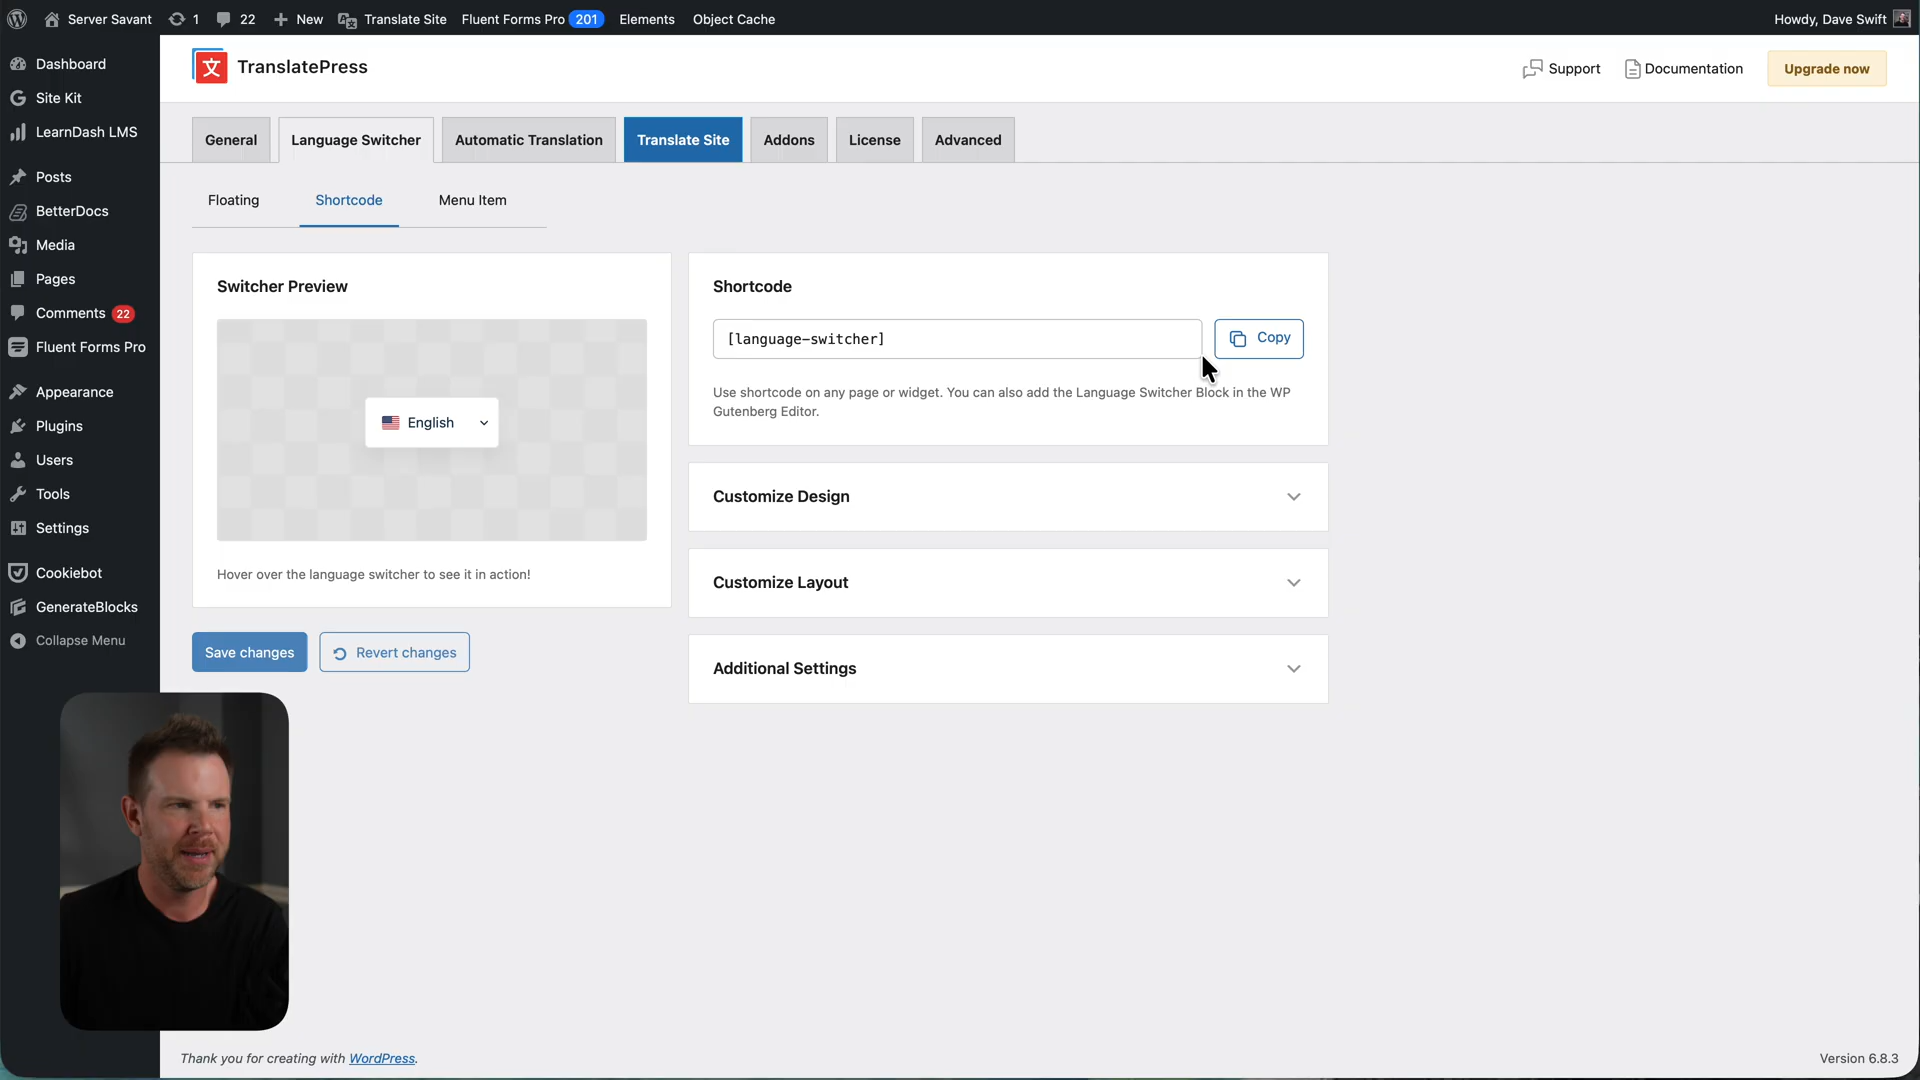 Server Savant
1
22
New
Translate Site
Fluent Forms Pro 201
Elements
Object Cache
Howdy, Dave Swift
Dashboard
Site Kit
LearnDash LMS
Posts
BetterDocs
Media
Pages
Comments 22
Fluent Forms Pro
Appearance
Plugins
Users
Tools
Settings
Cookiebot
GenerateBlocks
Collapse Menu
文
TranslatePress
Support
Documentation
Upgrade now
General
Language Switcher
Automatic Translation
Translate Site
Addons
License
Advanced
Floating
Shortcode
Menu Item
Switcher Preview
English
Hover over the language switcher to see it in action!
Save changes
Revert changes
Shortcode
[language-switcher]
Copy
Use shortcode on any page or widget. You can also add the Language Switcher Block in the WP
Gutenberg Editor.
Customize Design
Customize Layout
Additional Settings
Thank you for creating with WordPress.
Version 6.8.3